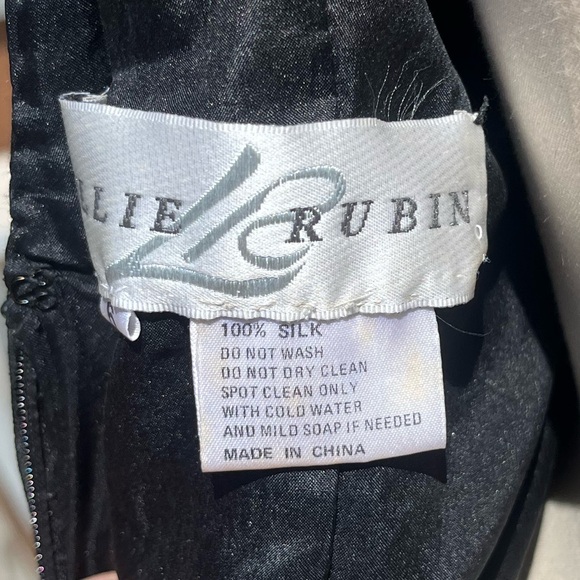 LIE RUBIN
100% SILK
DO NOT WASH
DO NOT DRY CLEAN
SPOT CLEAN ONLY
WITH COLD WATER
AND MILD SOAP IF NEEDED
MADE IN CHINA